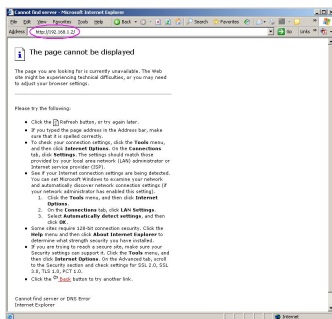 Cannot find server - Microsoft Internet Explorer
File Edit View Favorites Tools Help Back Search Favorites
Address http://192.168.1.2/ Go Links
The page cannot be displayed
The page you are looking for is currently unavailable. The Web
site might be experiencing technical difficulties, or you may need
to adjust your browser settings.
Please try the following:
Click the Refresh button, or try again later.
If you typed the page address in the Address bar, make
sure that it is spelled correctly.
To check your connection settings, click the Tools menu,
and then click Internet Options. On the Connections
tab, click Settings. The settings should match those
provided by your local area network (LAN) administrator or
Internet service provider (ISP).
See if your Internet connection settings are being detected.
You can set Microsoft Windows to examine your network
and automatically discover network connection settings (if
your network administrator has enabled this setting).
1. Click the Tools menu, and then click Internet
Options.
2. On the Connections tab, click LAN Settings.
3. Select Automatically detect settings, and then
click OK.
Some sites require 128-bit connection security. Click the
Help menu and then click About Internet Explorer to
determine what strength security you have installed.
If you are trying to reach a secure site, make sure your
Security settings can support it. Click the Tools menu, and
then click Internet Options. On the Advanced tab, scroll
to the Security section and check settings for SSL 2.0, SSL
3.0, TLS 1.0, PCT 1.0.
Click the Back button to try another link.
Cannot find server or DNS Error
Internet Explorer
Internet